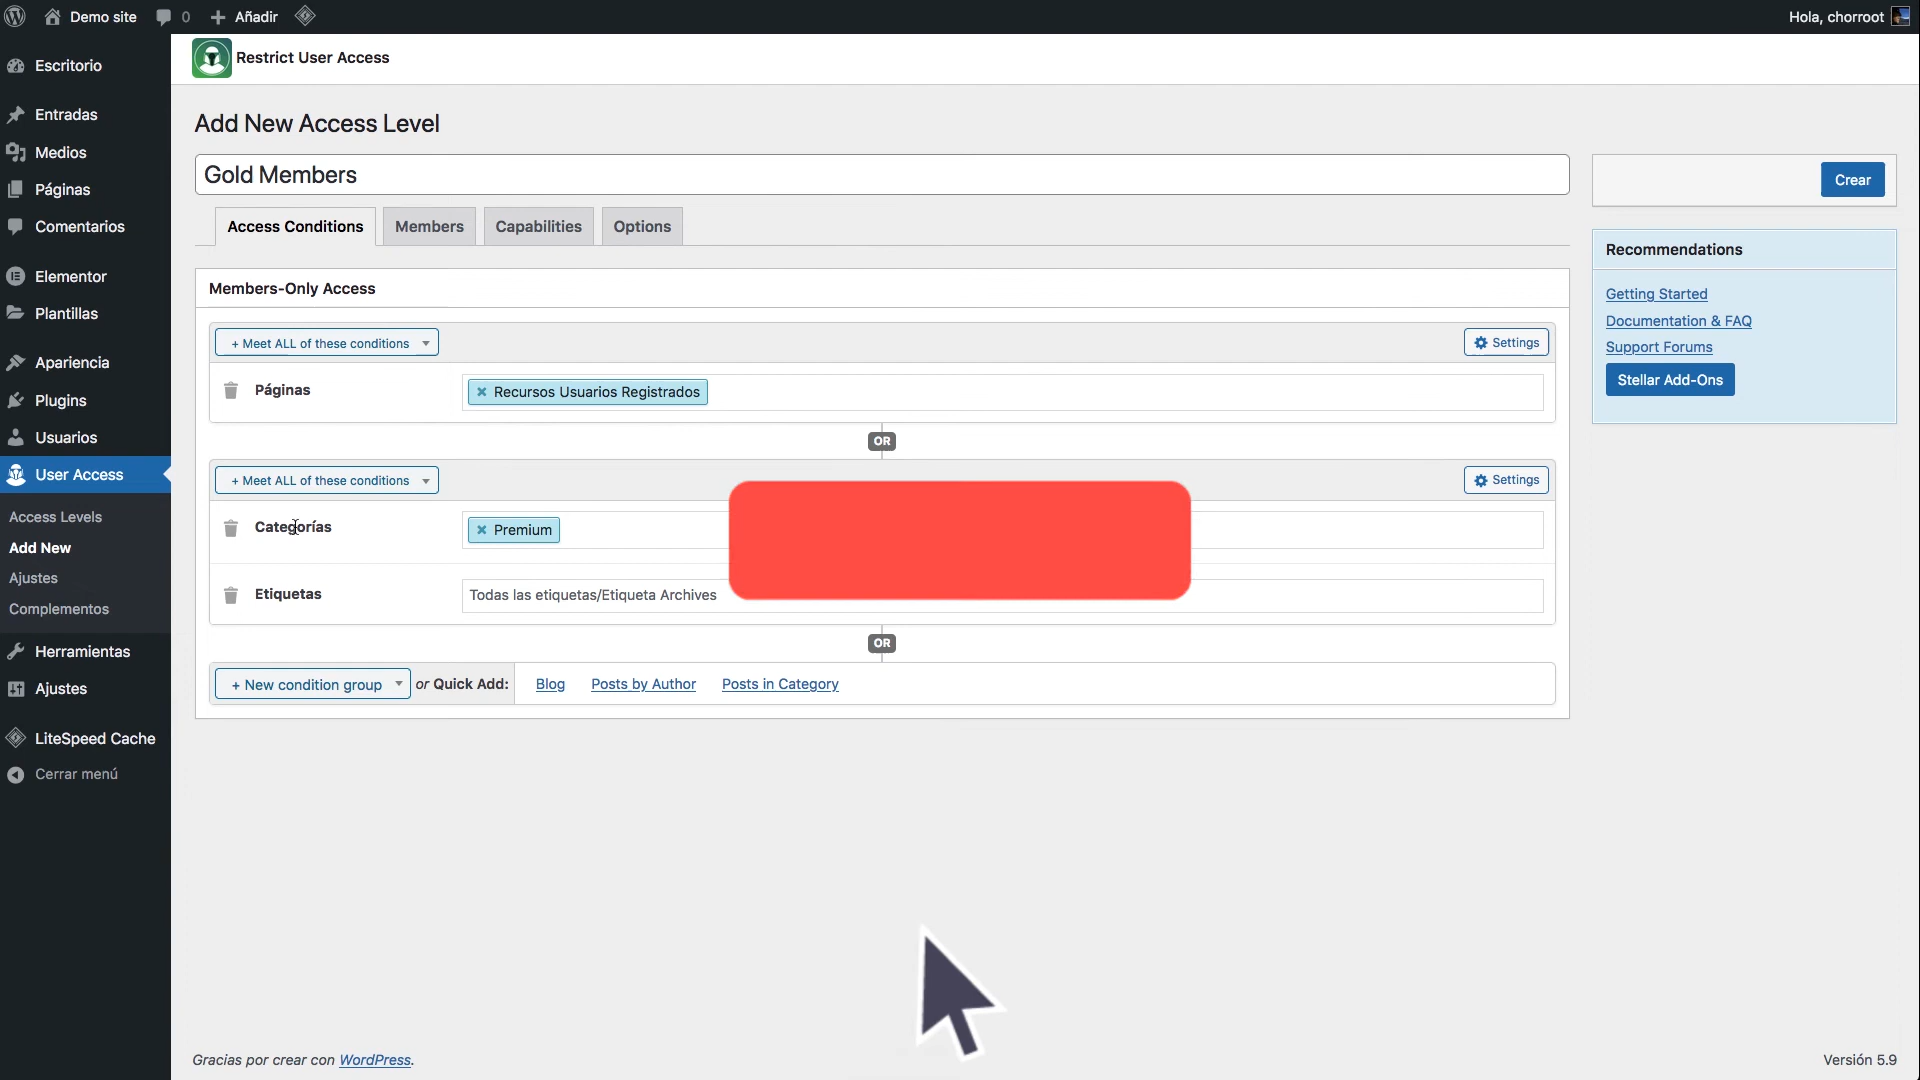 Demo site
0
Añadir
Hola, chorroot
Restrict User Access
Escritorio
Entradas
Medios
Páginas
Comentarios
Elementor
Plantillas
Apariencia
Plugins
Usuarios
User Access
Access Levels
Add New
Ajustes
Complementos
Herramientas
Ajustes
LiteSpeed Cache
Cerrar menú
Add New Access Level
Gold Members
Access Conditions
Members
Capabilities
Options
Members-Only Access
+ Meet ALL of these conditions
Settings
Páginas
× Recursos Usuarios Registrados
OR
+ Meet ALL of these conditions
Settings
Categorías
× Premium
Etiquetas
Todas las etiquetas/Etiqueta Archives
OR
+ New condition group
or Quick Add:
Blog
Posts by Author
Posts in Category
Crear
Recommendations
Getting Started
Documentation & FAQ
Support Forums
Stellar Add-Ons
Gracias por crear con WordPress.
Versión 5.9